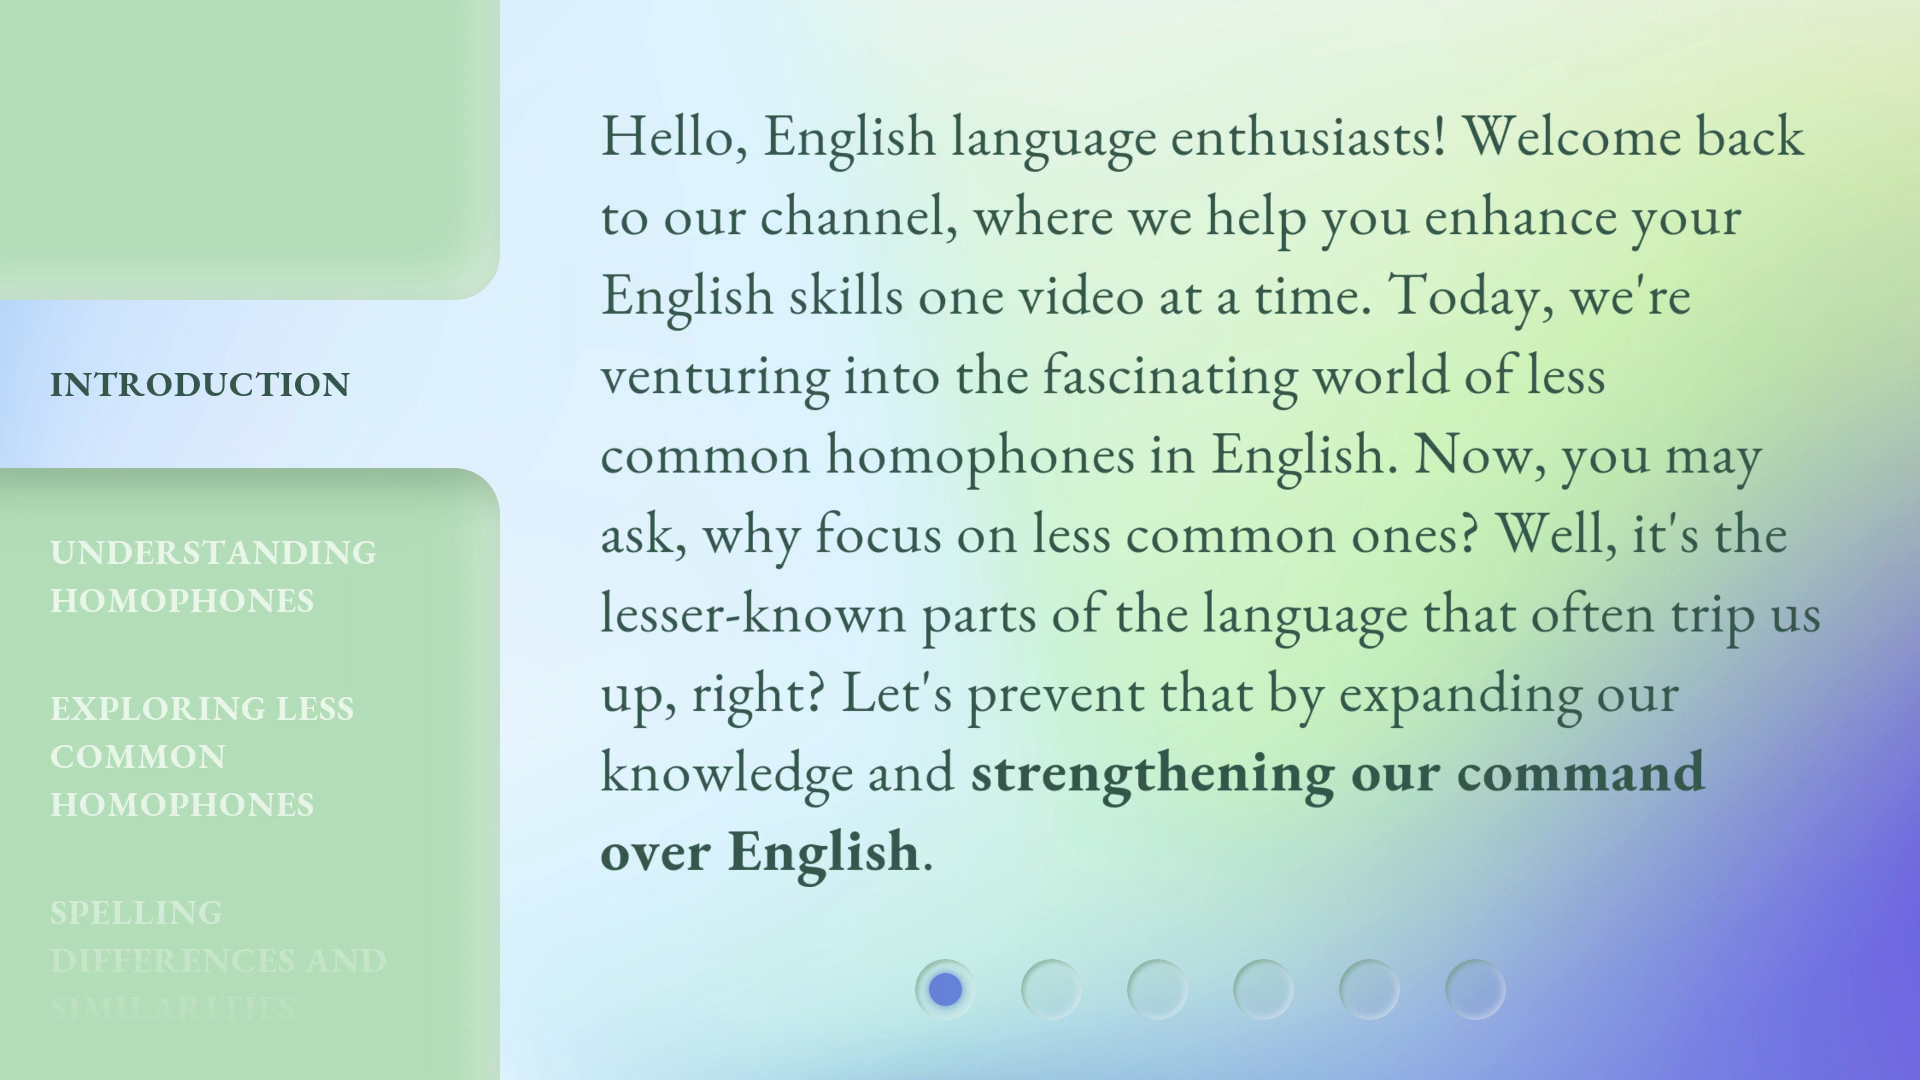 INTRODUCTION
UNDERSTANDING
HOMOPHONES
EXPLORING LESS
COMMON
HOMOPHONES
SPELLING
DIFFERENCES AND
SIMILARITIES
Hello, English language enthusiasts! Welcome back
to our channel, where we help you enhance your
English skills one video at a time. Today, we're
venturing into the fascinating world of less
common homophones in English. Now, you may
ask, why focus on less common ones? Well, it's the
lesser-known parts of the language that often trip us
up, right? Let's prevent that by expanding our
knowledge and strengthening our command
over English.